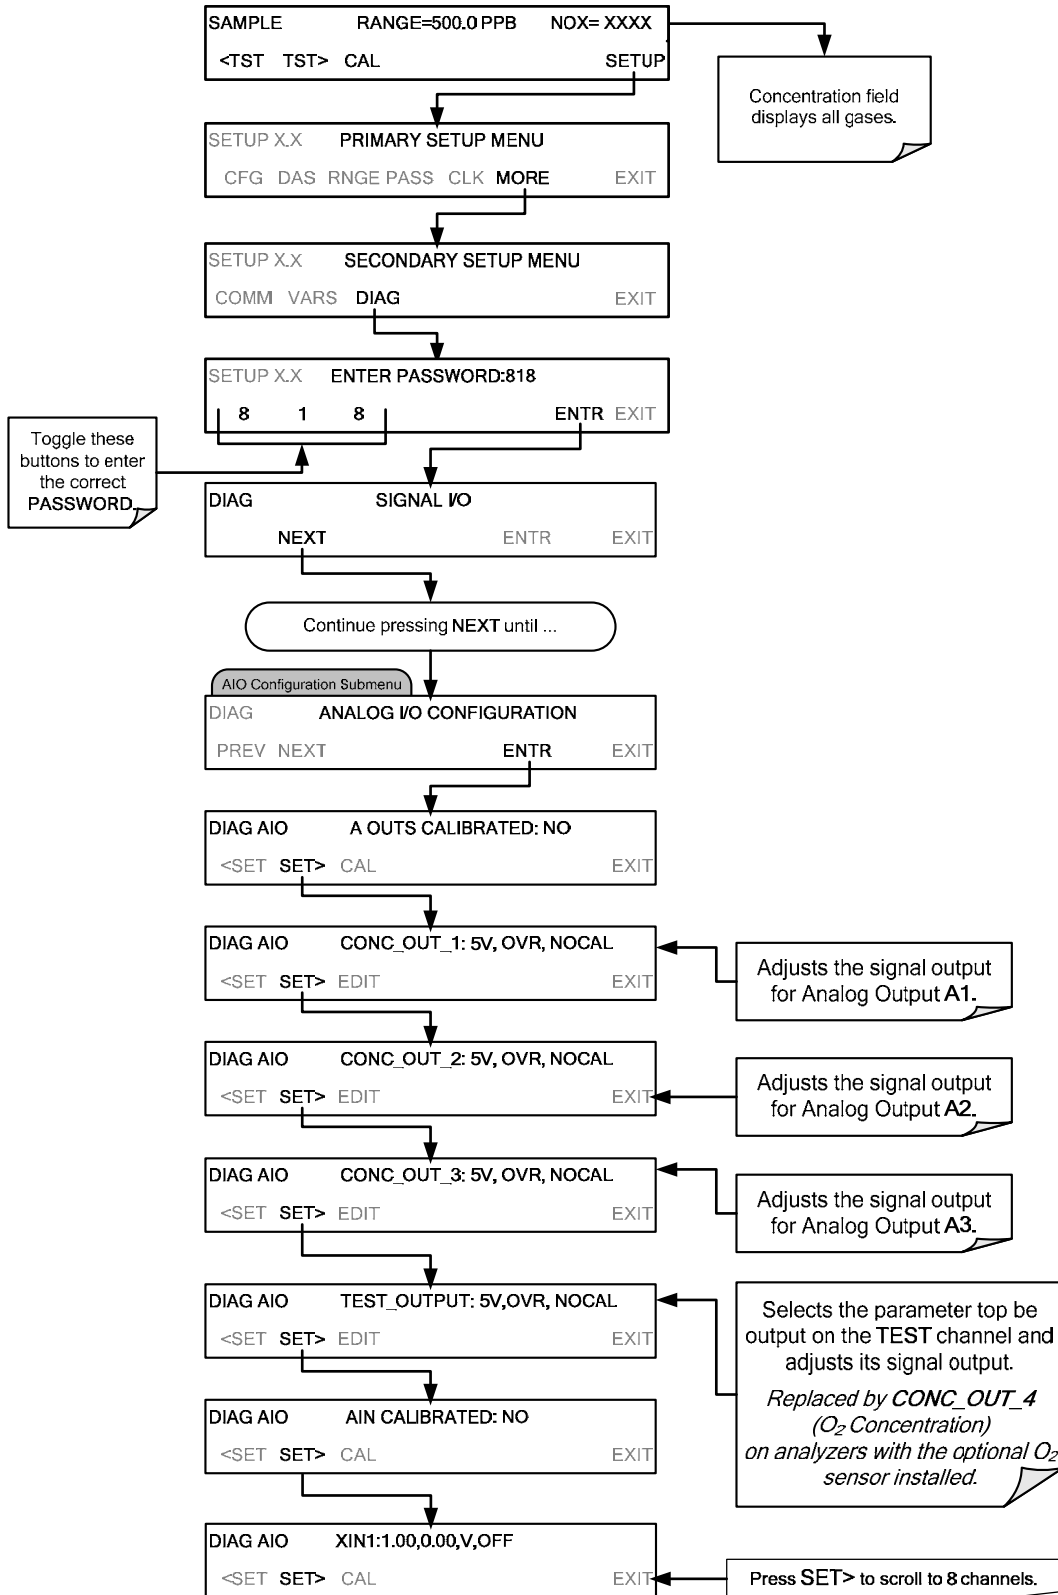 SAMPLE RANGE=500.0 PPB NOX= XXXX
<TST TST> CAL SETUP
Concentration field
displays all gases.
SETUP X.X PRIMARY SETUP MENU
CFG DAS RNGE PASS CLK MORE EXIT
SETUP X.X SECONDARY SETUP MENU
COMM VARS DIAG EXIT
SETUP X.X ENTER PASSWORD:818
8 1 8 ENTR EXIT
Toggle these
buttons to enter
the correct
PASSWORD.
DIAG SIGNAL I/O
NEXT ENTR EXIT
Continue pressing NEXT until ...
AIO Configuration Submenu
DIAG ANALOG I/O CONFIGURATION
PREV NEXT ENTR EXIT
DIAG AIO A OUTS CALIBRATED: NO
<SET SET> CAL EXIT
DIAG AIO CONC_OUT_1: 5V, OVR, NOCAL
<SET SET> EDIT EXIT
Adjusts the signal output
for Analog Output A1.
DIAG AIO CONC_OUT_2: 5V, OVR, NOCAL
<SET SET> EDIT EXIT
Adjusts the signal output
for Analog Output A2.
DIAG AIO CONC_OUT_3: 5V, OVR, NOCAL
<SET SET> EDIT EXIT
Adjusts the signal output
for Analog Output A3.
DIAG AIO TEST_OUTPUT: 5V,OVR, NOCAL
<SET SET> EDIT EXIT
Selects the parameter top be
output on the TEST channel and
adjusts its signal output.
Replaced by CONC_OUT_4
(O₂ Concentration)
on analyzers with the optional O₂
sensor installed.
DIAG AIO AIN CALIBRATED: NO
<SET SET> CAL EXIT
DIAG AIO XIN1:1.00,0.00,V,OFF
<SET SET> CAL EXIT
Press SET> to scroll to 8 channels.